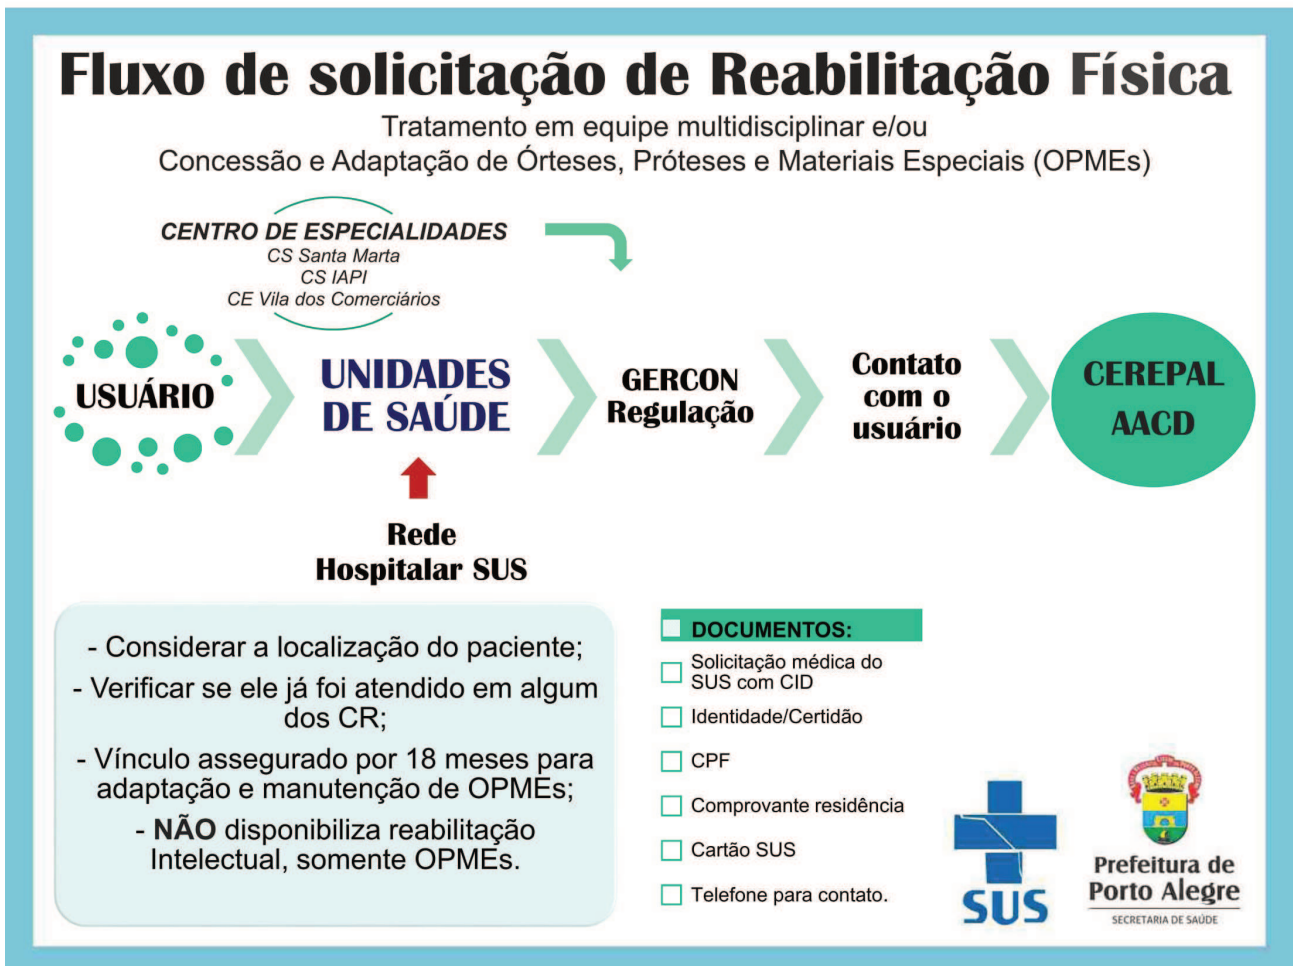 Fluxo de solicitação de Reabilitação Física
Tratamento em equipe multidisciplinar e/ou
Concessão e Adaptação de Órteses, Próteses e Materiais Especiais (OPMEs)
CENTRO DE ESPECIALIDADES
CS Santa Marta
CS IAPI
CE Vila dos Comerciários
USUÁRIO
UNIDADES
DE SAÚDE
GERCON
Regulação
Contato
com o
usuário
CEREPAL
AACD
Rede
Hospitalar SUS
- Considerar a localização do paciente;
- Verificar se ele já foi atendido em algum
dos CR;
- Vínculo assegurado por 18 meses para
adaptação e manutenção de OPMEs;
- NÃO disponibiliza reabilitação
Intelectual, somente OPMEs.
DOCUMENTOS:
Solicitação médica do
SUS com CID
Identidade/Certidão
CPF
Comprovante residência
Cartão SUS
Telefone para contato.
SUS
Prefeitura de
Porto Alegre
SECRETARIA DE SAÚDE